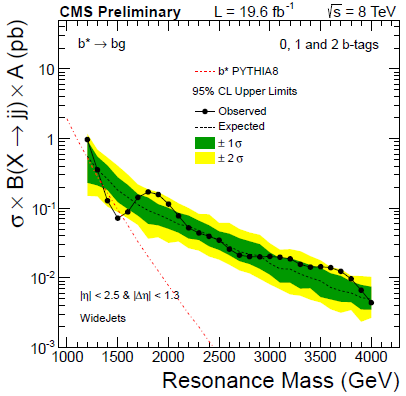 CMS Preliminary L = 19.6 fb⁻¹ √s = 8 TeV
b* → bg 0, 1 and 2 b-tags
b* PYTHIA8
95% CL Upper Limits
Observed
Expected
± 1σ
± 2 σ
σ × B(X → jj) × A (pb)
10
1
10⁻¹
10⁻²
10⁻³
|η| < 2.5 & |Δη| < 1.3
WideJets
1000 1500 2000 2500 3000 3500 4000
Resonance Mass (GeV)